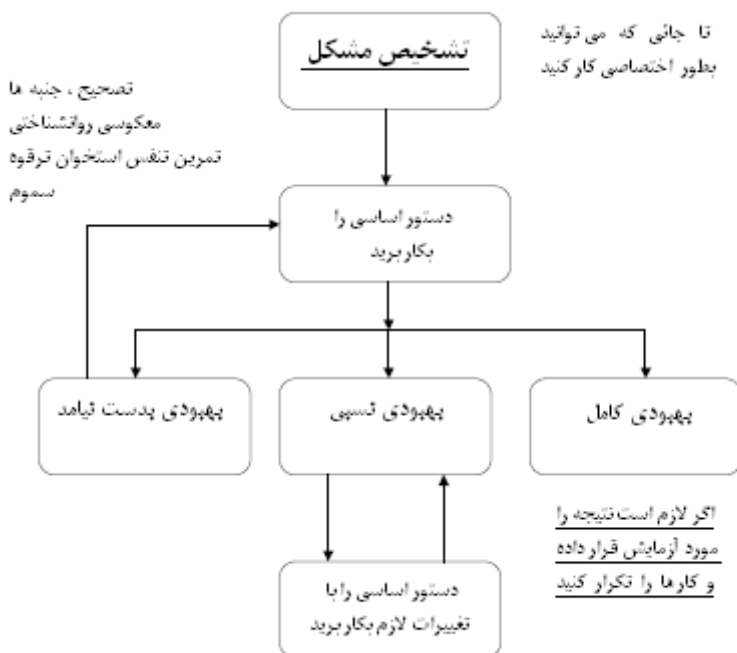 تشخیص مشکل
تا جائی که می توانید
بطور اختصاصی کار کنید
تصحیح ، جنبه ها
معکوسی روانشناختی
تمرین تنفس استخوان ترقوه
سموم
دستور اساسی را
بکار برید
بهبودی کامل
بهبودی نسبی
بهبودی بدست نیامد
اگر لازم است نتیجه را
مورد آزمایش قرار داده
و کارها را تکرار کنید
دستور اساسی را با
تغییرات لازم بکار برید